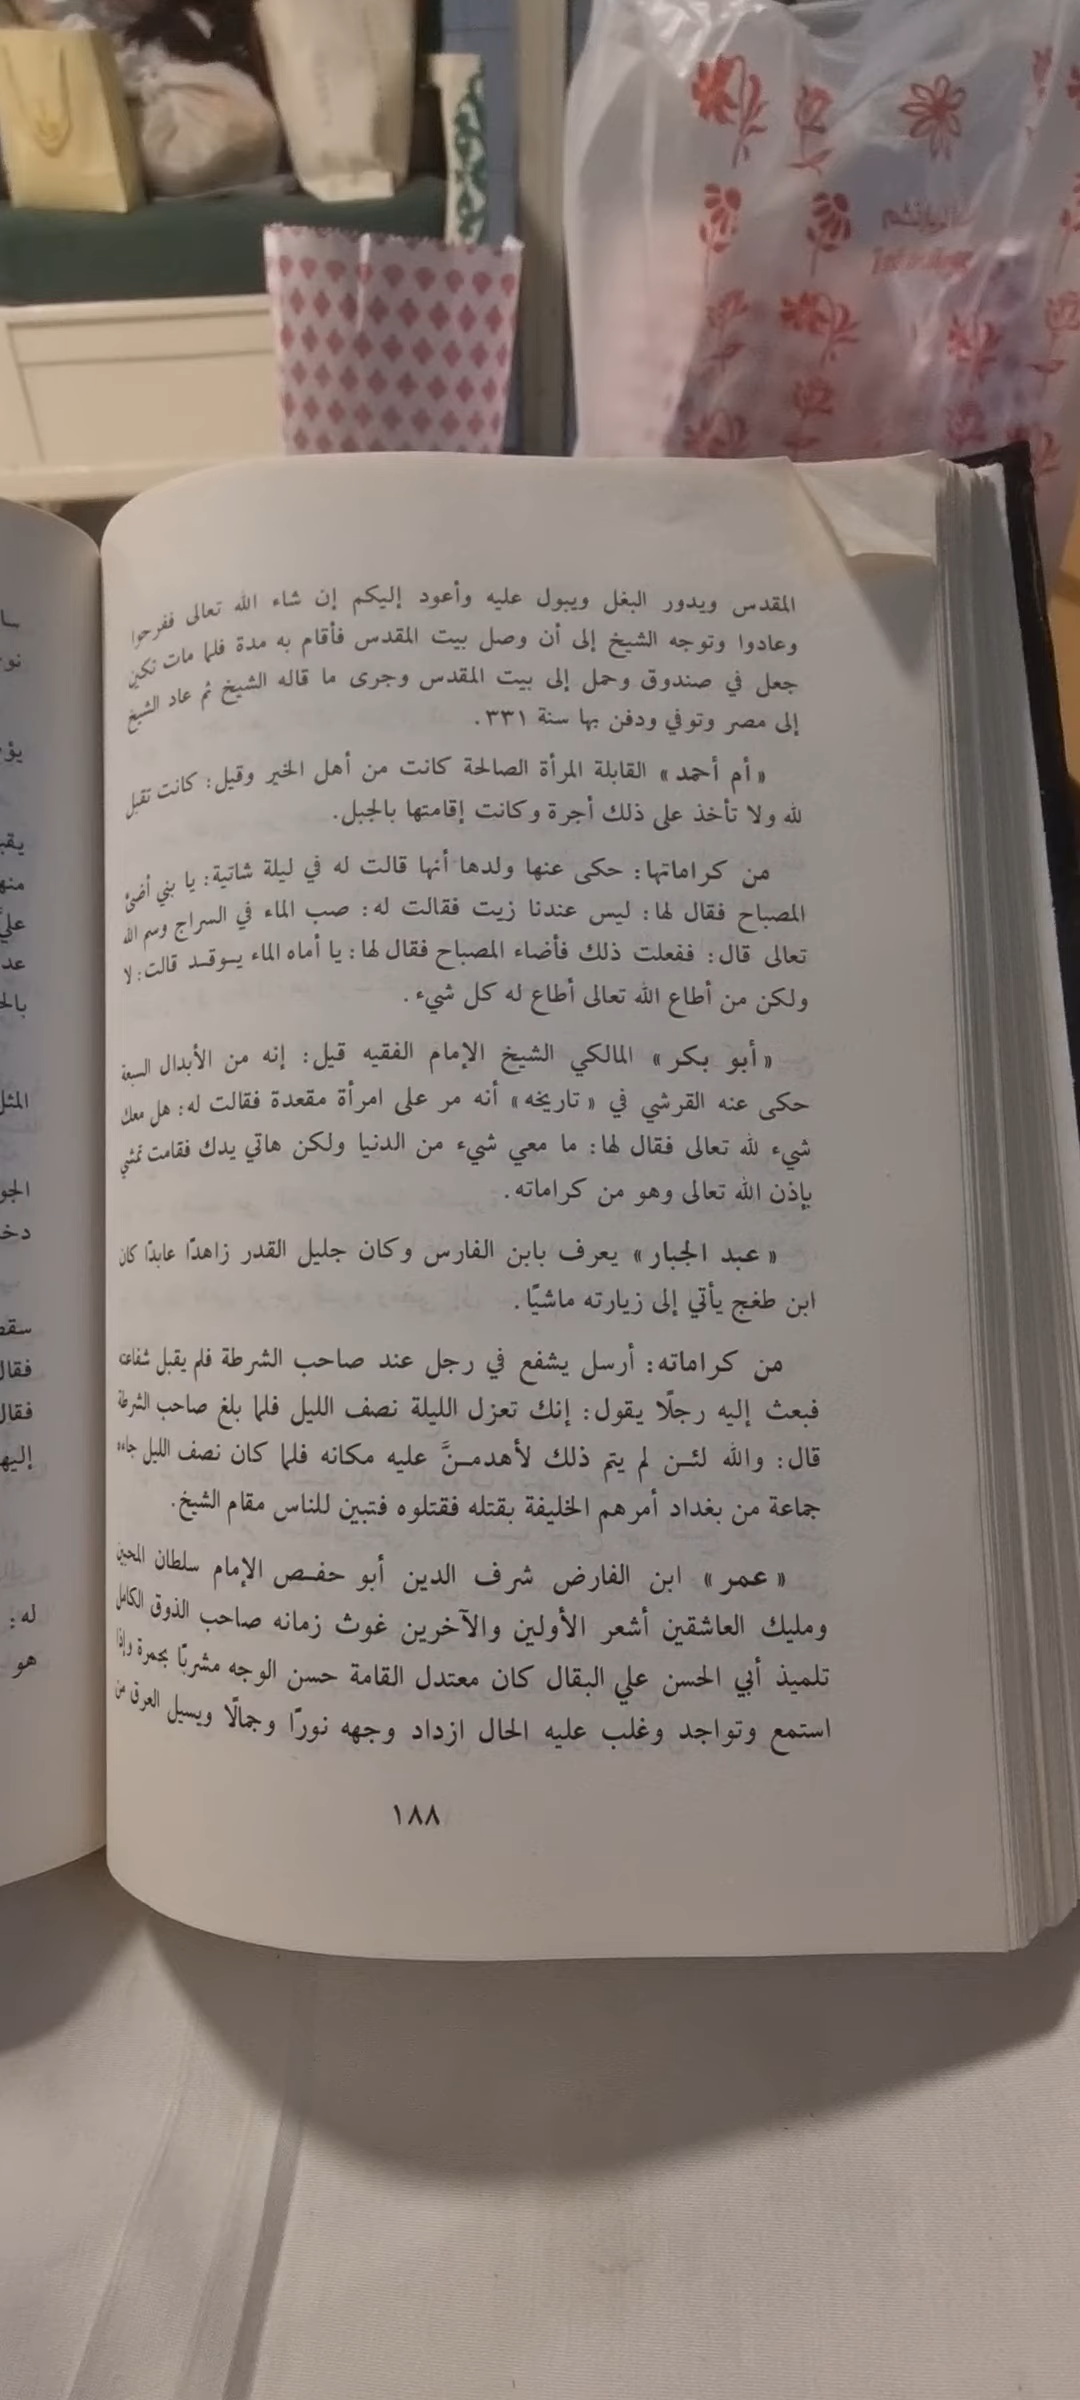 المقدس ويدور البغل ويبول عليه وأعود إليكم إن شاء الله تعالى ففرحوا
وعادوا وتوجه الشيخ إلى أن وصل بيت المقدس فأقام به مدة فلما مات تكين
جعل في صندوق وحمل إلى بيت المقدس وجرى ما قاله الشيخ ثم عاد الشيخ
إلى مصر وتوفي ودفن بها سنة ٣٣١.
« أم أحمد » القابلة المرأة الصالحة كانت من أهل الخير وقيل: كانت تقبل
لله ولا تأخذ على ذلك أجرة وكانت إقامتها بالجبل.
من كراماتها: حكى عنها ولدها أنها قالت له في ليلة شاتية: يا بني أضئ
المصباح فقال لها: ليس عندنا زيت فقالت له: صب الماء في السراج وسم الله
تعالى قال: ففعلت ذلك فأضاء المصباح فقال لها: يا أماه الماء يوقد قالت: لا
ولكن من أطاع الله تعالى أطاع له كل شيء.
« أبو بكر » المالكي الشيخ الإمام الفقيه قيل: إنه من الأبدال السبعة
حكى عنه القرشي في « تاريخه » أنه مر على امرأة مقعدة فقالت له: هل معك
شيء لله تعالى فقال لها: ما معي شيء من الدنيا ولكن هاتي يدك فقامت تمشي
بإذن الله تعالى وهو من كراماته.
« عبد الجبار » يعرف بابن الفارس وكان جليل القدر زاهدًا عابدًا كان
ابن طغج يأتي إلى زيارته ماشيًا.
من كراماته: أرسل يشفع في رجل عند صاحب الشرطة فلم يقبل شفاعته
فبعث إليه رجلًا يقول: إنك تعزل الليلة نصف الليل فلما بلغ صاحب الشرطة
قال: والله لئن لم يتم ذلك لأهدمنَّ عليه مكانه فلما كان نصف الليل جاءه
جماعة من بغداد أمرهم الخليفة بقتله فقتلوه فتبين للناس مقام الشيخ.
« عمر » ابن الفارض شرف الدين أبو حفص الإمام سلطان المحبين
ومليك العاشقين أشعر الأولين والآخرين غوث زمانه صاحب الذوق الكامل
تلميذ أبي الحسن علي البقال كان معتدل القامة حسن الوجه مشربًا بحمرة وإذا
استمع وتواجد وغلب عليه الحال ازداد وجهه نورًا وجمالًا ويسيل العرق من
١٨٨